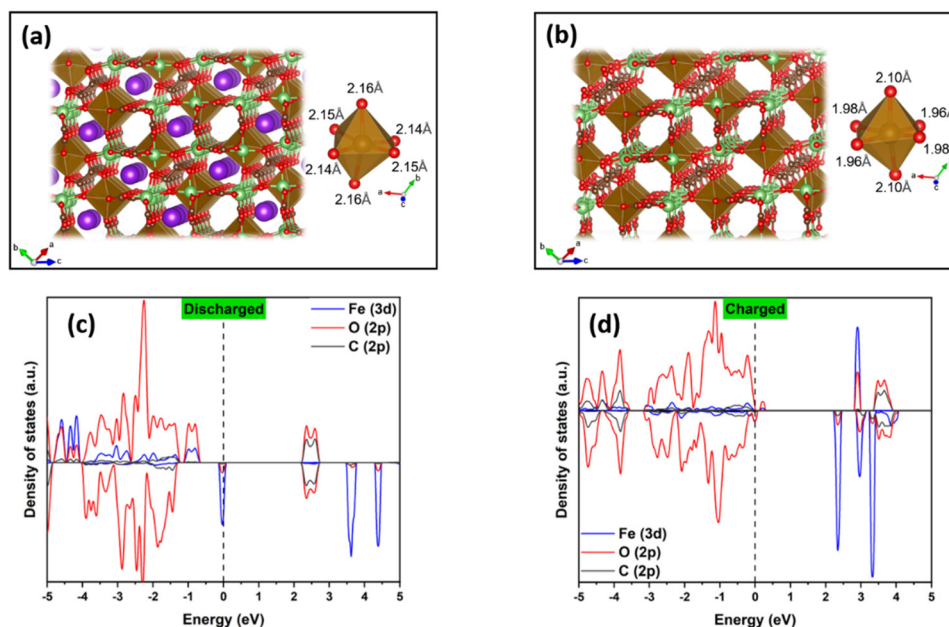 (a)
2.16Å
2.15Å
2.14Å
2.14Å
2.15Å
2.16Å
b
a
c
b
a
c
(b)
2.10Å
1.98Å
1.96Å
1.96Å
1.98
2.10Å
b
a
c
b
a
c
(c)
Discharged
Fe (3d)
O (2p)
C (2p)
Density of states (a.u.)
-5 -4 -3 -2 -1 0 1 2 3 4 5
Energy (eV)
(d)
Charged
Density of states (a.u.)
Fe (3d)
O (2p)
C (2p)
-5 -4 -3 -2 -1 0 1 2 3 4 5
Energy (eV)